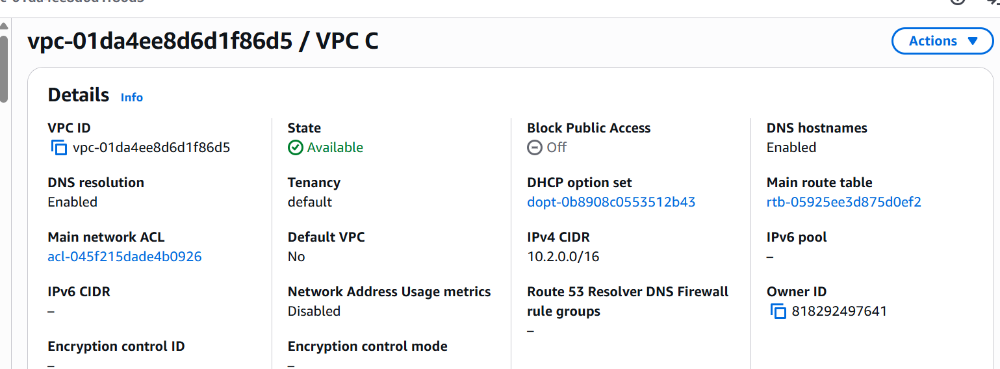 vpc-01da4ee8d6d1f86d5 / VPC C
Actions
Details Info
VPC ID
vpc-01da4ee8d6d1f86d5
State
Available
Block Public Access
Off
DNS hostnames
Enabled
DNS resolution
Enabled
Tenancy
default
DHCP option set
dopt-0b8908c0553512b43
Main route table
rtb-05925ee3d875d0ef2
Main network ACL
acl-045f215dade4b0926
Default VPC
No
IPv4 CIDR
10.2.0.0/16
IPv6 pool
–
IPv6 CIDR
–
Network Address Usage metrics
Disabled
Route 53 Resolver DNS Firewall
rule groups
–
Owner ID
818292497641
Encryption control ID
–
Encryption control mode
–